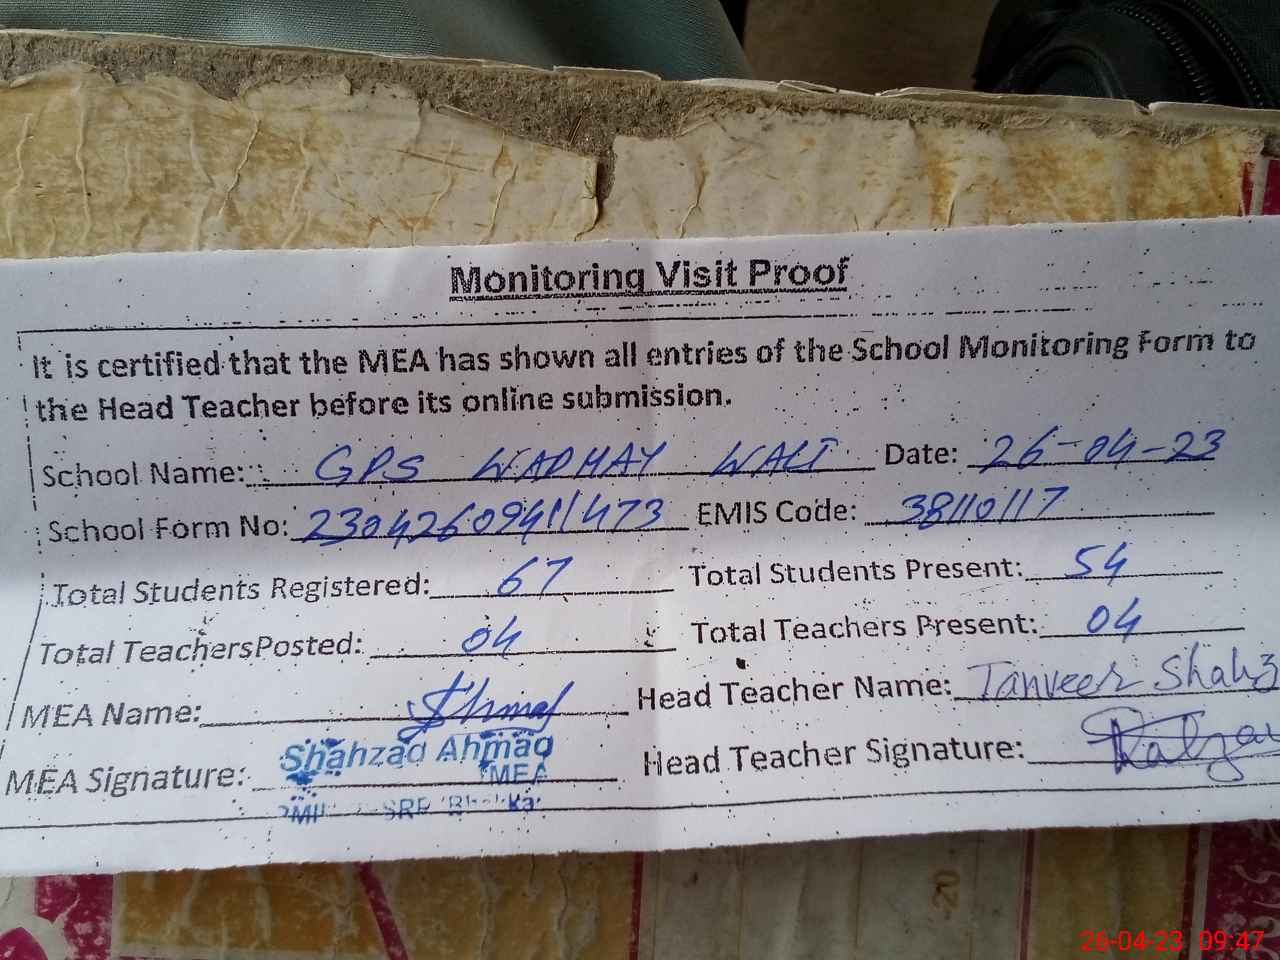 Monitoring Visit Proof
It is certified that the MEA has shown all entries of the School Monitoring Form to
the Head Teacher before its online submission.
School Name: GPS WADHAY WALI Date: 26-04-23
School Form No: 23042609411473 EMIS Code: 38110117
Total Students Registered: 67 Total Students Present: 54
Total TeachersPosted: 04 Total Teachers Present: 04
MEA Name: Head Teacher Name: Tanveer
MEA Signature: Shahzad Ahmad Head Teacher Signature:
MEA
26-04-23 09:47